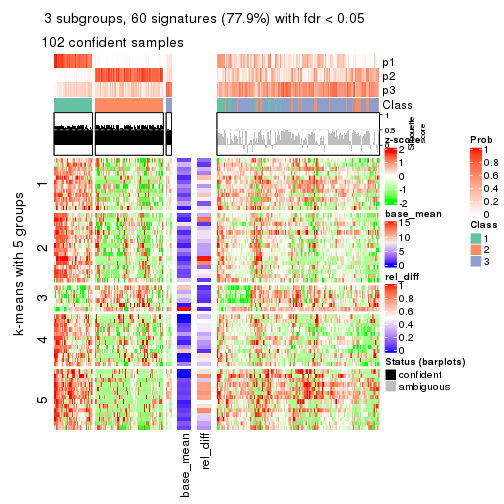 3 subgroups, 60 signatures (77.9%) with fdr < 0.05
102 confident samples
p1
p2
p3
Class
1
0.5
0
Silhouette
score
k-means with 5 groups
1
2
3
4
5
base_mean
rel_diff
z-score
2
1
0
-1
-2
base_mean
15
10
5
0
rel_diff
1
0.8
0.6
0.4
0.2
0
Status (barplots)
confident
ambiguous
Prob
1
0.8
0.6
0.4
0.2
0
Class
1
2
3